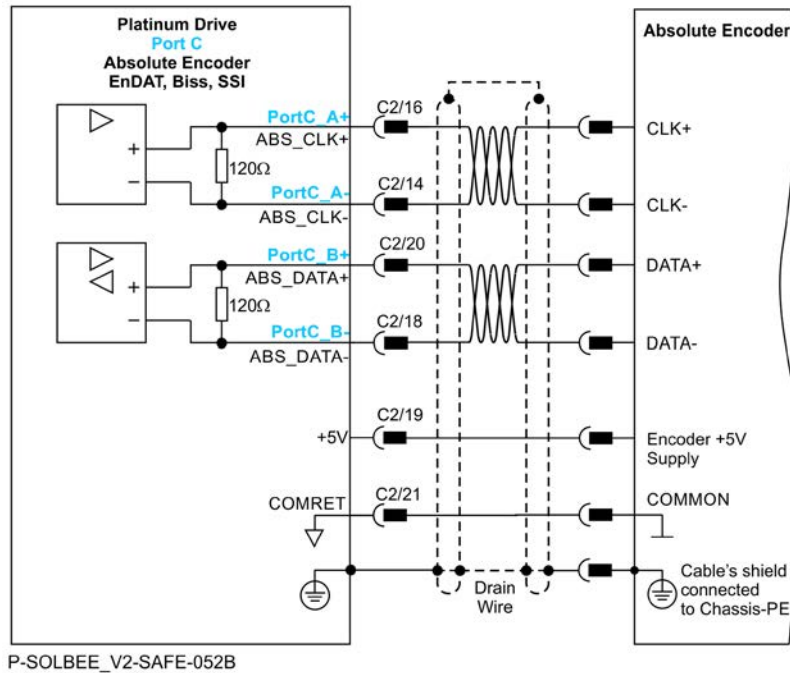 Platinum Drive
Port C
Absolute Encoder
EnDAT, Biss, SSI
Absolute Encoder
PortC_A+
C2/16
ABS_CLK+
CLK+
+
120Ω
−
PortC_A-
C2/14
ABS_CLK-
CLK-
PortC_B+
C2/20
ABS_DATA+
DATA+
+
120Ω
−
PortC_B-
C2/18
ABS_DATA-
DATA-
+5V
C2/19
Encoder +5V
Supply
COMRET
C2/21
COMMON
Drain
Wire
Cable's shield
connected
to Chassis-PE
P-SOLBEE_V2-SAFE-052B